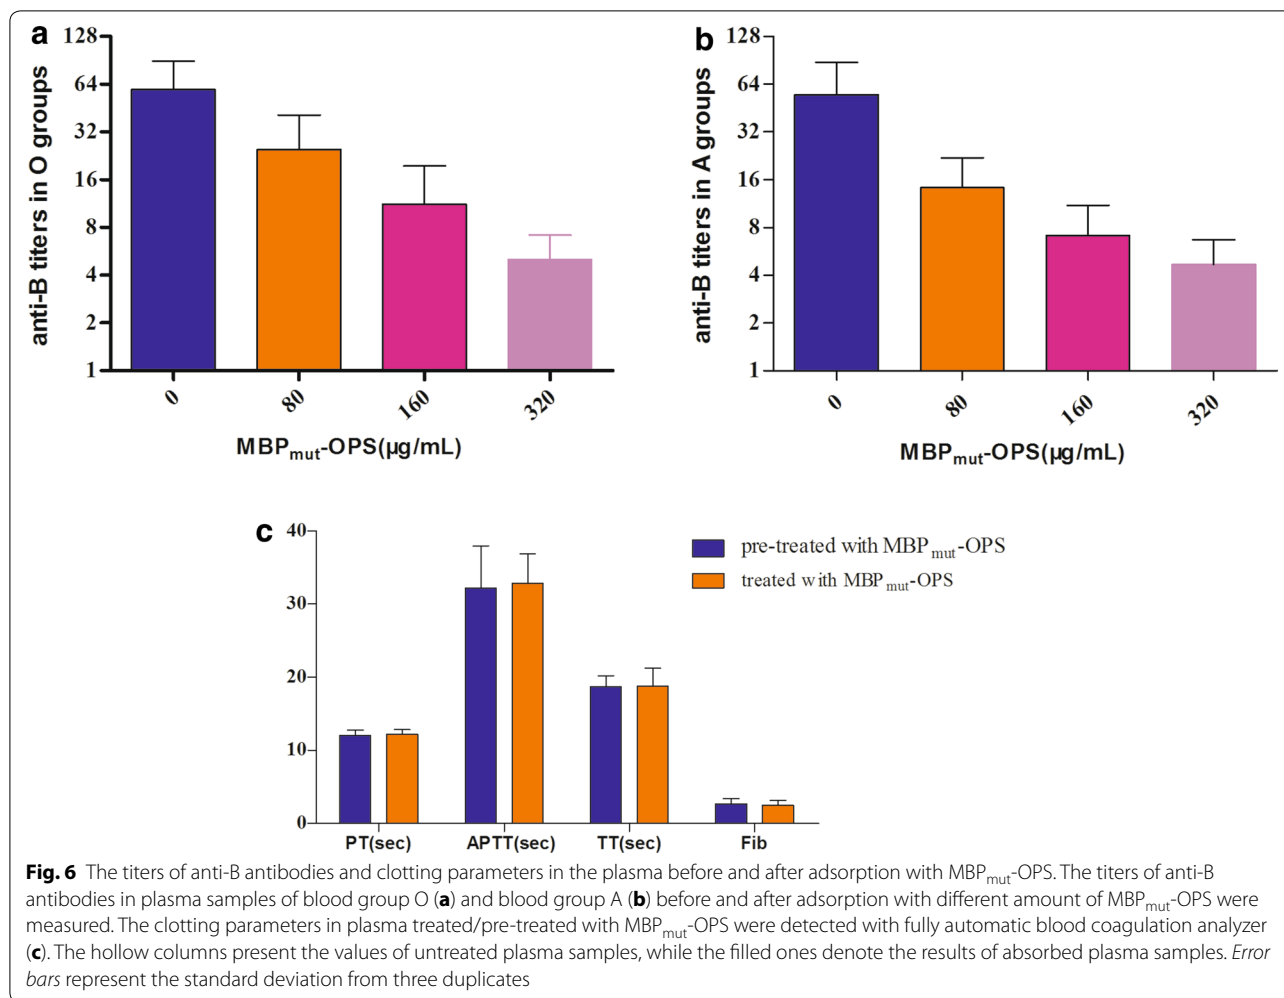 a
128
64
32
16
8
4
2
1
anti-B titers in O groups
0
80
160
320
MBPmut-OPS(µg/mL)
b
128
64
32
16
8
4
2
1
anti-B titers in A groups
0
80
160
320
MBPmut-OPS(µg/mL)
c
40
30
20
10
0
PT(sec) APTT(sec) TT(sec) Fib
pre-treated with MBPmut-OPS
treated with MBPmut-OPS
Fig. 6 The titers of anti-B antibodies and clotting parameters in the plasma before and after adsorption with MBPmut-OPS. The titers of anti-B
antibodies in plasma samples of blood group O (a) and blood group A (b) before and after adsorption with different amount of MBPmut-OPS were
measured. The clotting parameters in plasma treated/pre-treated with MBPmut-OPS were detected with fully automatic blood coagulation analyzer
(c). The hollow columns present the values of untreated plasma samples, while the filled ones denote the results of absorbed plasma samples. Error
bars represent the standard deviation from three duplicates